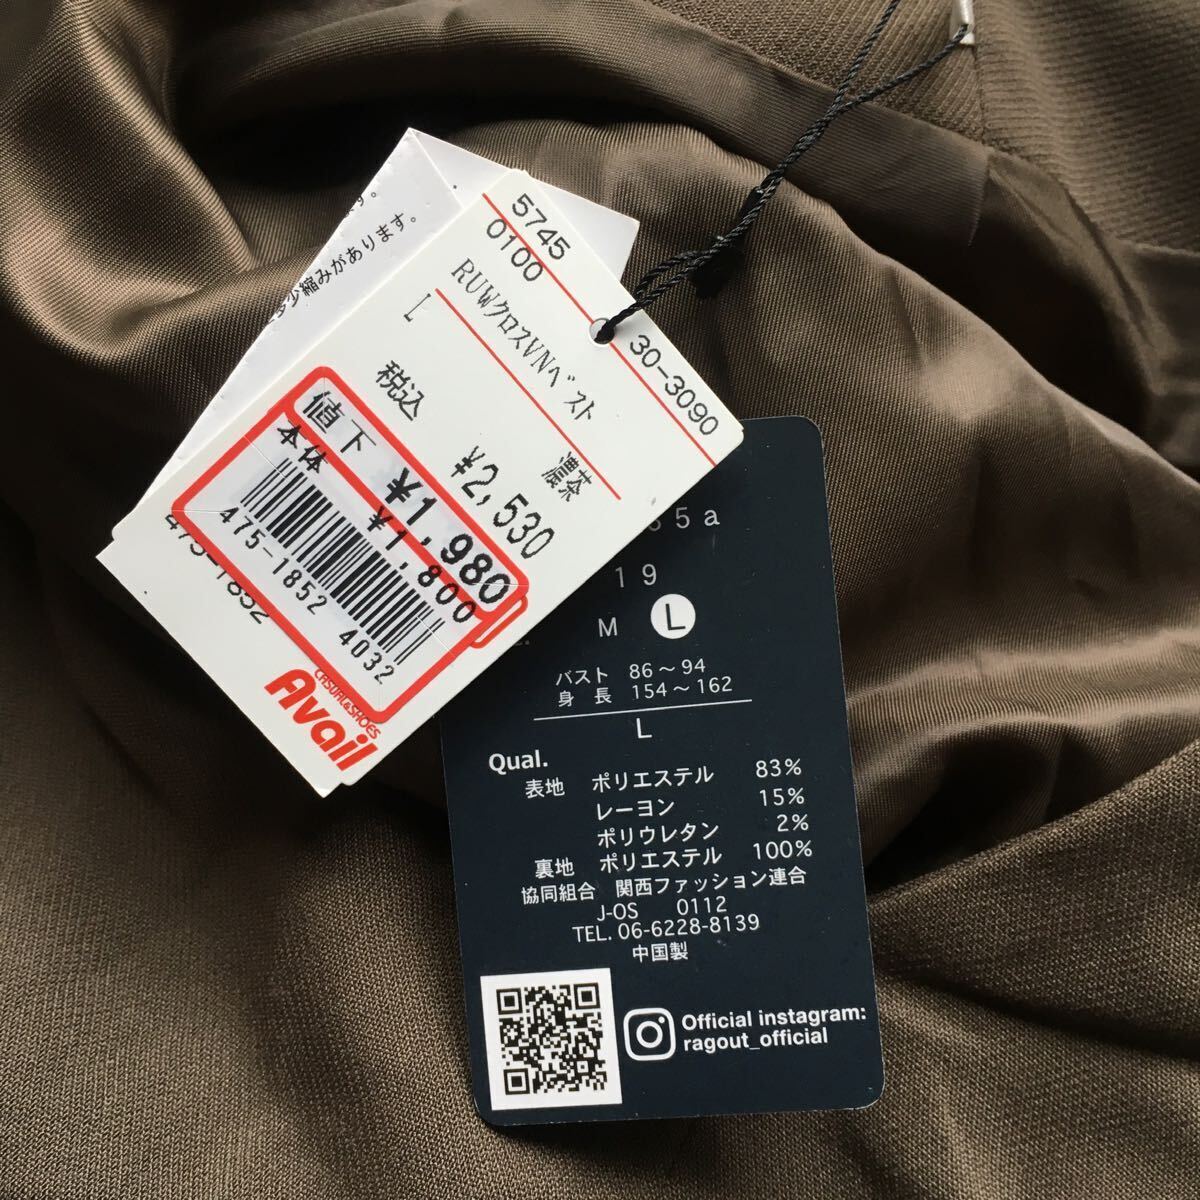 す。
少縮みがあります。
5745
0100
30-3090
RUWクロスVNベスト
L
濃茶
税込
¥2,530
値下
¥1,980
本体
¥1,800
475-1852 4032
475-1852
CASUAL&SHOES
Avail
5a
19
M L
バスト 86～94
身長 154～162
L
Qual.
表地 ポリエステル 83%
レーヨン 15%
ポリウレタン 2%
裏地 ポリエステル 100%
協同組合 関西ファッション連合
J-OS 0112
TEL. 06-6228-8139
中国製
Official instagram:
ragout_official